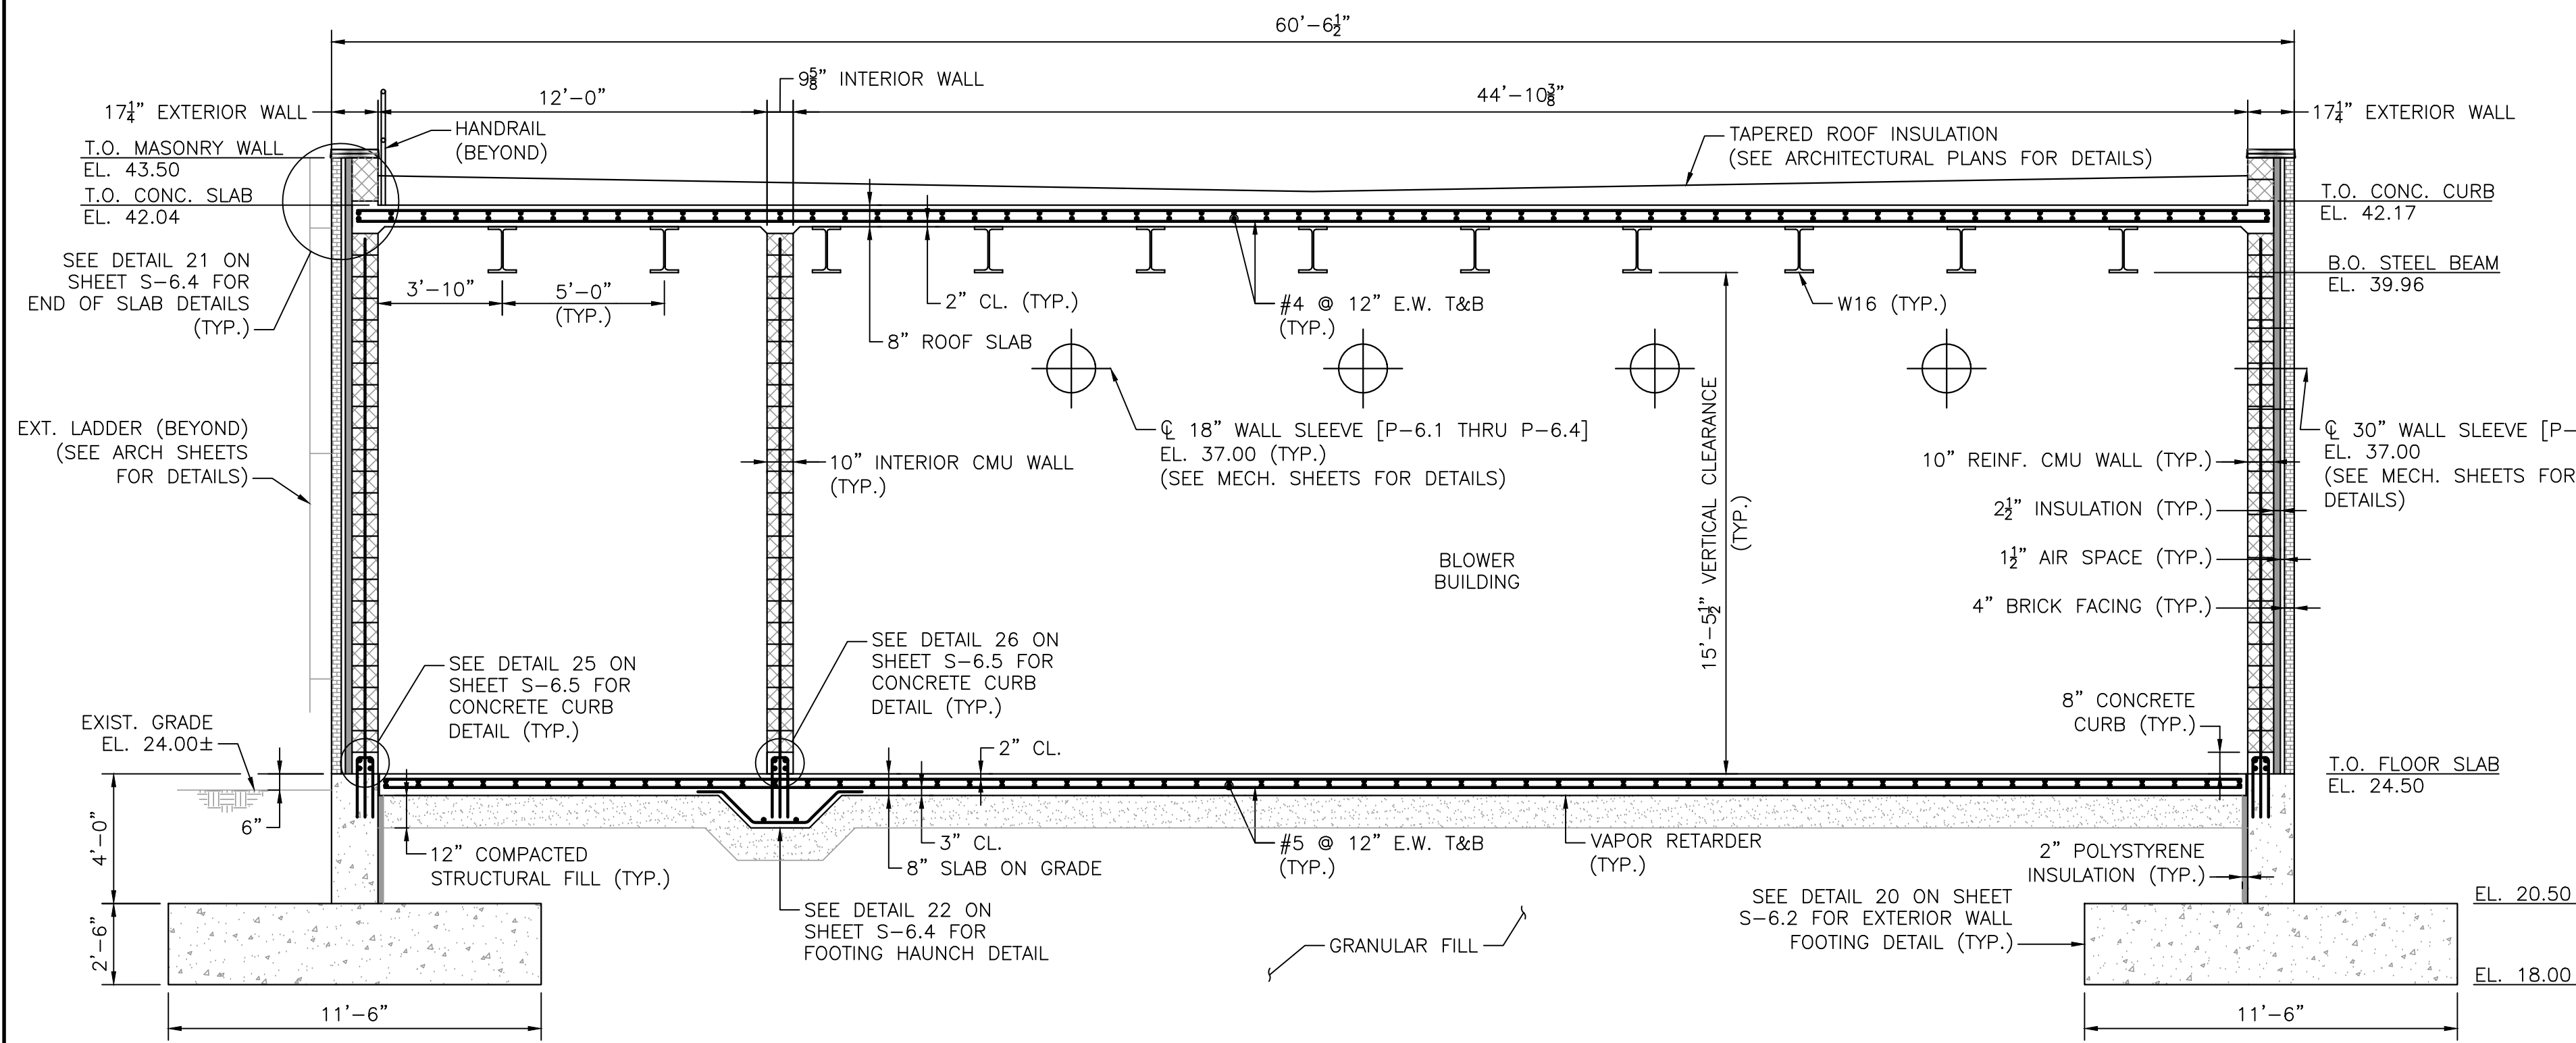 60'-6½"
9⅝" INTERIOR WALL
17¼" EXTERIOR WALL
12'-0"
44'-10⅜"
17¼" EXTERIOR WALL
HANDRAIL
(BEYOND)
TAPERED ROOF INSULATION
(SEE ARCHITECTURAL PLANS FOR DETAILS)
T.O. MASONRY WALL
EL. 43.50
T.O. CONC. SLAB
EL. 42.04
T.O. CONC. CURB
EL. 42.17
SEE DETAIL 21 ON
SHEET S-6.4 FOR
END OF SLAB DETAILS
(TYP.)
3'-10"
5'-0"
(TYP.)
2" CL. (TYP.)
8" ROOF SLAB
#4 @ 12" E.W. T&B
(TYP.)
W16 (TYP.)
B.O. STEEL BEAM
EL. 39.96
EXT. LADDER (BEYOND)
(SEE ARCH SHEETS
FOR DETAILS)
10" INTERIOR CMU WALL
(TYP.)
℄ 18" WALL SLEEVE [P-6.1 THRU P-6.4]
EL. 37.00 (TYP.)
(SEE MECH. SHEETS FOR DETAILS)
15'-5½" VERTICAL CLEARANCE
(TYP.)
℄ 30" WALL SLEEVE [P-
EL. 37.00
(SEE MECH. SHEETS FOR
DETAILS)
10" REINF. CMU WALL (TYP.)
2½" INSULATION (TYP.)
1½" AIR SPACE (TYP.)
4" BRICK FACING (TYP.)
BLOWER
BUILDING
SEE DETAIL 25 ON
SHEET S-6.5 FOR
CONCRETE CURB
DETAIL (TYP.)
SEE DETAIL 26 ON
SHEET S-6.5 FOR
CONCRETE CURB
DETAIL (TYP.)
8" CONCRETE
CURB (TYP.)
EXIST. GRADE
EL. 24.00±
2" CL.
T.O. FLOOR SLAB
EL. 24.50
6"
4'-0"
2'-6"
12" COMPACTED
STRUCTURAL FILL (TYP.)
3" CL.
8" SLAB ON GRADE
#5 @ 12" E.W. T&B
(TYP.)
VAPOR RETARDER
(TYP.)
2" POLYSTYRENE
INSULATION (TYP.)
SEE DETAIL 22 ON
SHEET S-6.4 FOR
FOOTING HAUNCH DETAIL
GRANULAR FILL
SEE DETAIL 20 ON SHEET
S-6.2 FOR EXTERIOR WALL
FOOTING DETAIL (TYP.)
EL. 20.50
EL. 18.00
11'-6"
11'-6"